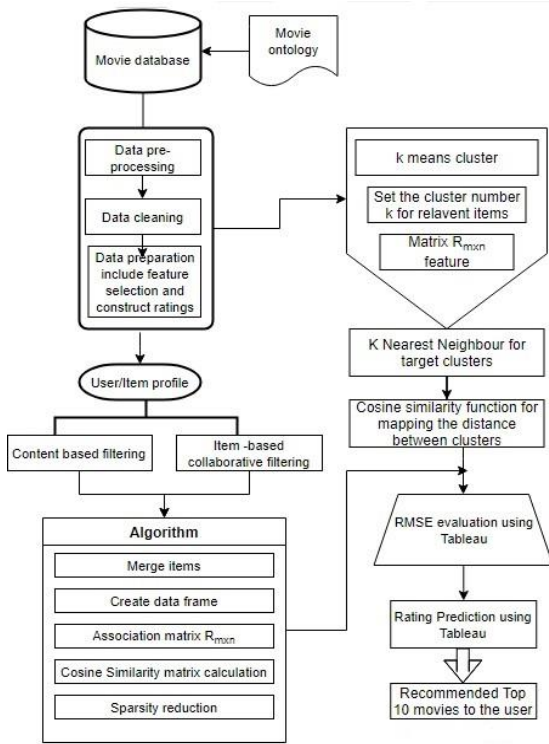 Movie database
Movie
ontology
Data pre-
processing
Data cleaning
Data preparation
include feature
selection and
construct ratings
k means cluster
Set the cluster number
k for relavent items
Matrix Rmxn
feature
User/Item profile
Content based filtering
Item -based
collaborative filtering
K Nearest Neighbour for
target clusters
Cosine similarity function for
mapping the distance
between clusters
Algorithm
Merge items
Create data frame
Association matrix Rmxn
Cosine Similarity matrix calculation
Sparsity reduction
RMSE evaluation using
Tableau
Rating Prediction using
Tableau
Recommended Top
10 movies to the user